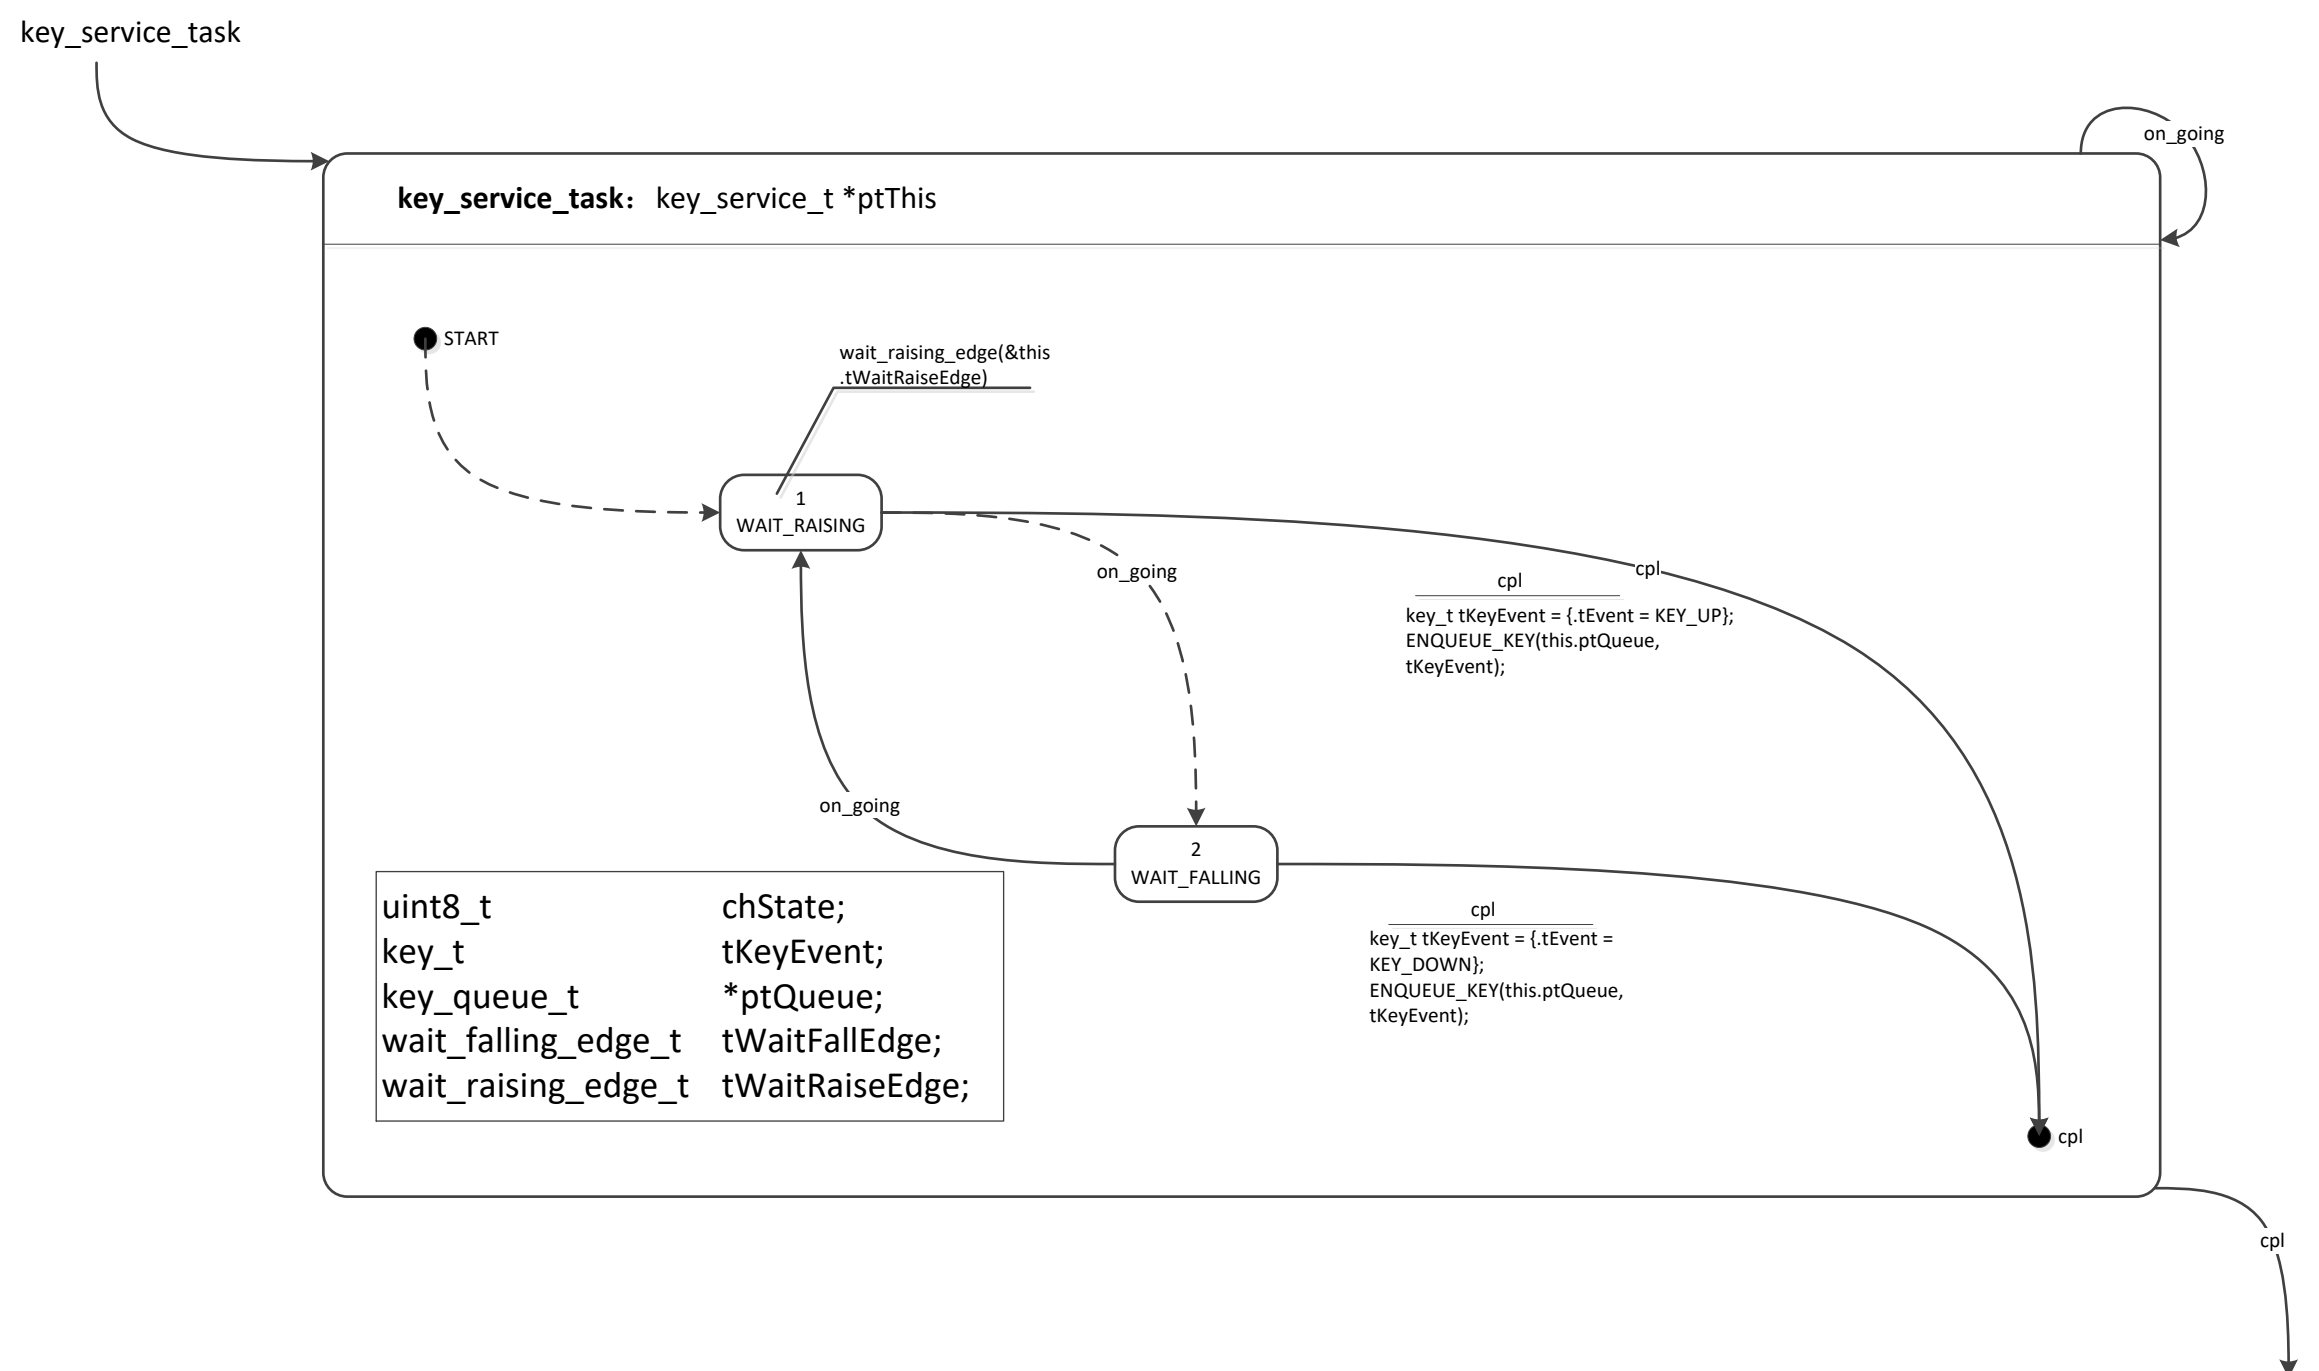 key_service_task
on_going
key_service_task： key_service_t *ptThis
START
wait_raising_edge(&this
.tWaitRaiseEdge)
1
WAIT_RAISING
on_going
cpl
cpl
key_t tKeyEvent = {.tEvent = KEY_UP};
ENQUEUE_KEY(this.ptQueue,
tKeyEvent);
on_going
2
WAIT_FALLING
uint8_t chState;
key_t tKeyEvent;
key_queue_t *ptQueue;
wait_falling_edge_t tWaitFallEdge;
wait_raising_edge_t tWaitRaiseEdge;
cpl
key_t tKeyEvent = {.tEvent =
KEY_DOWN};
ENQUEUE_KEY(this.ptQueue,
tKeyEvent);
cpl
cpl